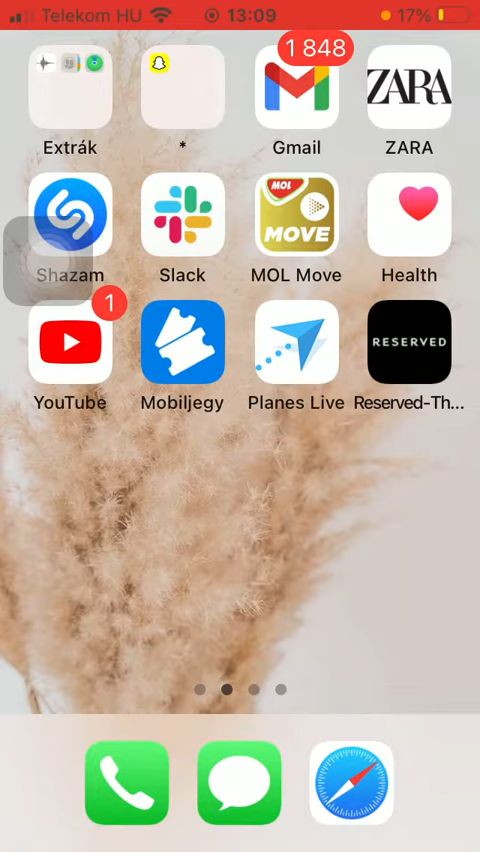 Telekom HU 13:09 17%
1 848
Extrák * Gmail ZARA ZARA
MOL
MOVE
Shazam Slack MOL Move Health
1
RESERVED
YouTube Mobiljegy Planes Live Reserved-Th...